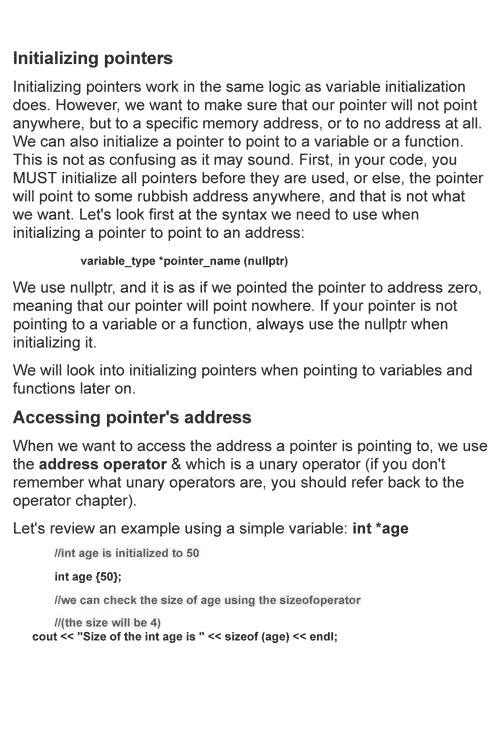 Initializing pointers
Initializing pointers work in the same logic as variable initialization
does. However, we want to make sure that our pointer will not point
anywhere, but to a specific memory address, or to no address at all.
We can also initialize a pointer to point to a variable or a function.
This is not as confusing as it may sound. First, in your code, you
MUST initialize all pointers before they are used, or else, the pointer
will point to some rubbish address anywhere, and that is not what
we want. Let's look first at the syntax we need to use when
initializing a pointer to point to an address:
variable_type *pointer_name (nullptr)
We use nullptr, and it is as if we pointed the pointer to address zero,
meaning that our pointer will point nowhere. If your pointer is not
pointing to a variable or a function, always use the nullptr when
initializing it.
We will look into initializing pointers when pointing to variables and
functions later on.
Accessing pointer's address
When we want to access the address a pointer is pointing to, we use
the address operator & which is a unary operator (if you don't
remember what unary operators are, you should refer back to the
operator chapter).
Let's review an example using a simple variable: int *age
//int age is initialized to 50
int age {50};
//we can check the size of age using the sizeofoperator
//(the size will be 4)
cout << "Size of the int age is " << sizeof (age) << endl;